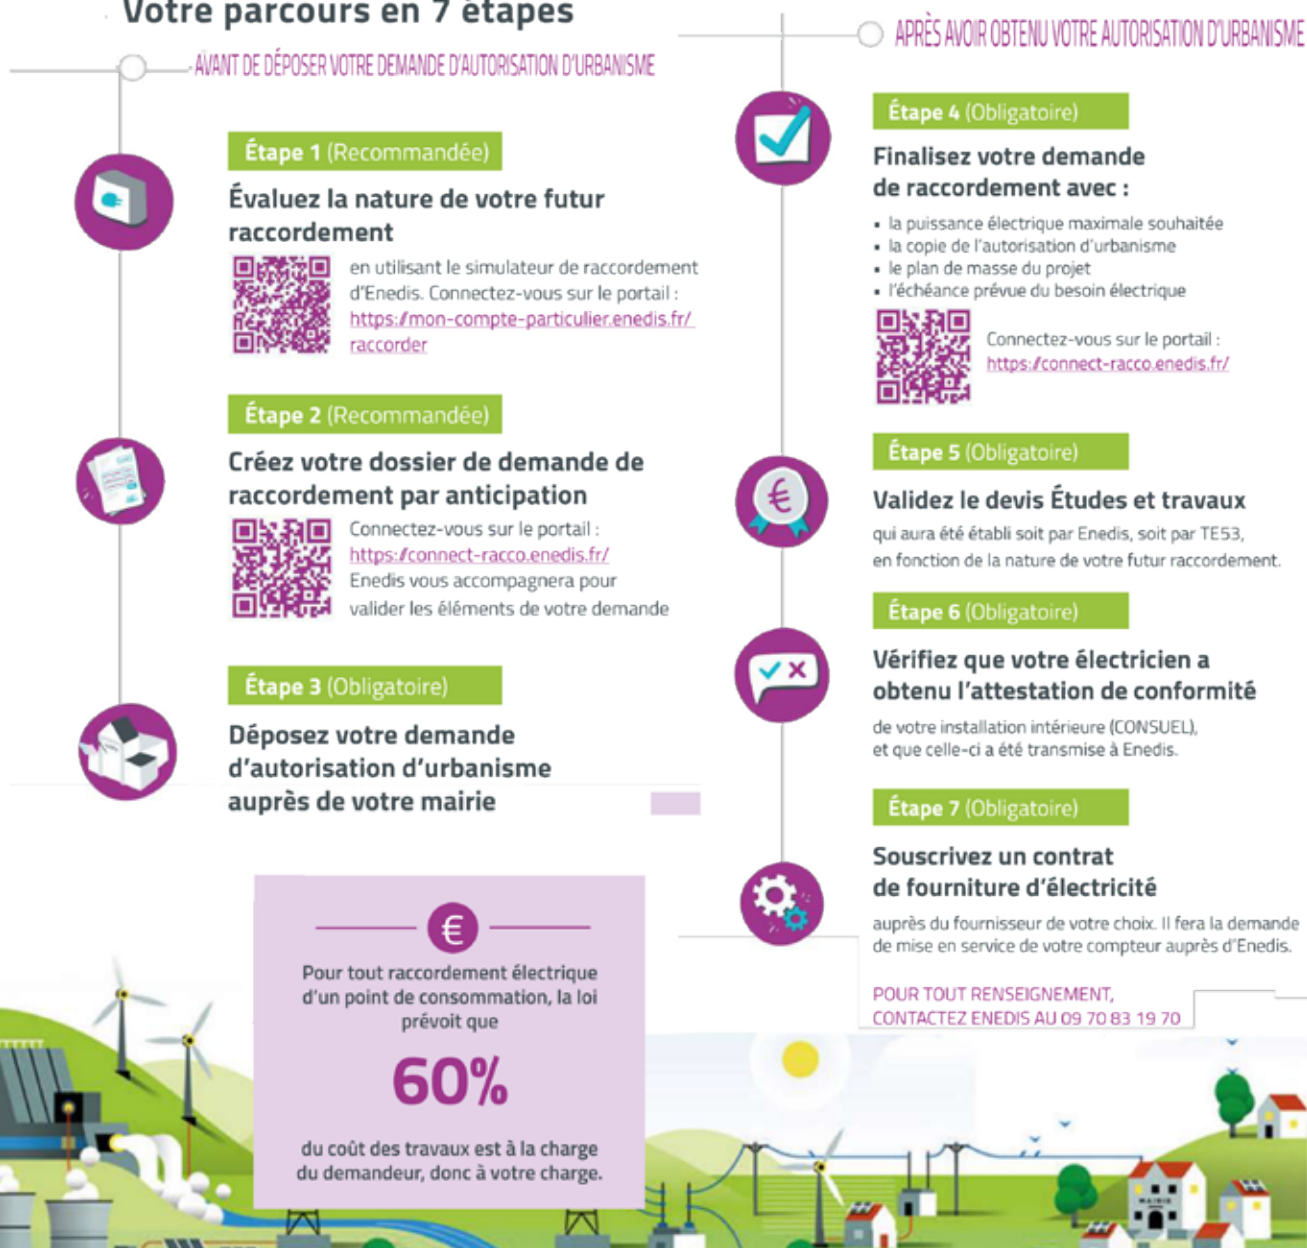 Votre parcours en 7 étapes
AVANT DE DÉPOSER VOTRE DEMANDE D'AUTORISATION D'URBANISME
Étape 1 (Recommandée)
Évaluez la nature de votre futur
raccordement
en utilisant le simulateur de raccordement
d'Enedis. Connectez-vous sur le portail :
https://mon-compte-particulier.enedis.fr/
raccorder
Étape 2 (Recommandée)
Créez votre dossier de demande de
raccordement par anticipation
Connectez-vous sur le portail :
https://connect-racco.enedis.fr/
Enedis vous accompagnera pour
valider les éléments de votre demande
Étape 3 (Obligatoire)
Déposez votre demande
d'autorisation d'urbanisme
auprès de votre mairie
€
Pour tout raccordement électrique
d'un point de consommation, la loi
prévoit que
60%
du coût des travaux est à la charge
du demandeur, donc à votre charge.
APRÈS AVOIR OBTENU VOTRE AUTORISATION D'URBANISME
Étape 4 (Obligatoire)
Finalisez votre demande
de raccordement avec :
▪ la puissance électrique maximale souhaitée
▪ la copie de l'autorisation d'urbanisme
▪ le plan de masse du projet
▪ l'échéance prévue du besoin électrique
Connectez-vous sur le portail :
https://connect-racco.enedis.fr/
Étape 5 (Obligatoire)
€
Validez le devis Études et travaux
qui aura été établi soit par Enedis, soit par TE53,
en fonction de la nature de votre futur raccordement.
Étape 6 (Obligatoire)
Vérifiez que votre électricien a
obtenu l'attestation de conformité
de votre installation intérieure (CONSUEL),
et que celle-ci a été transmise à Enedis.
Étape 7 (Obligatoire)
Souscrivez un contrat
de fourniture d'électricité
auprès du fournisseur de votre choix. Il fera la demande
de mise en service de votre compteur auprès d'Enedis.
POUR TOUT RENSEIGNEMENT,
CONTACTEZ ENEDIS AU 09 70 83 19 70
MAIRIE